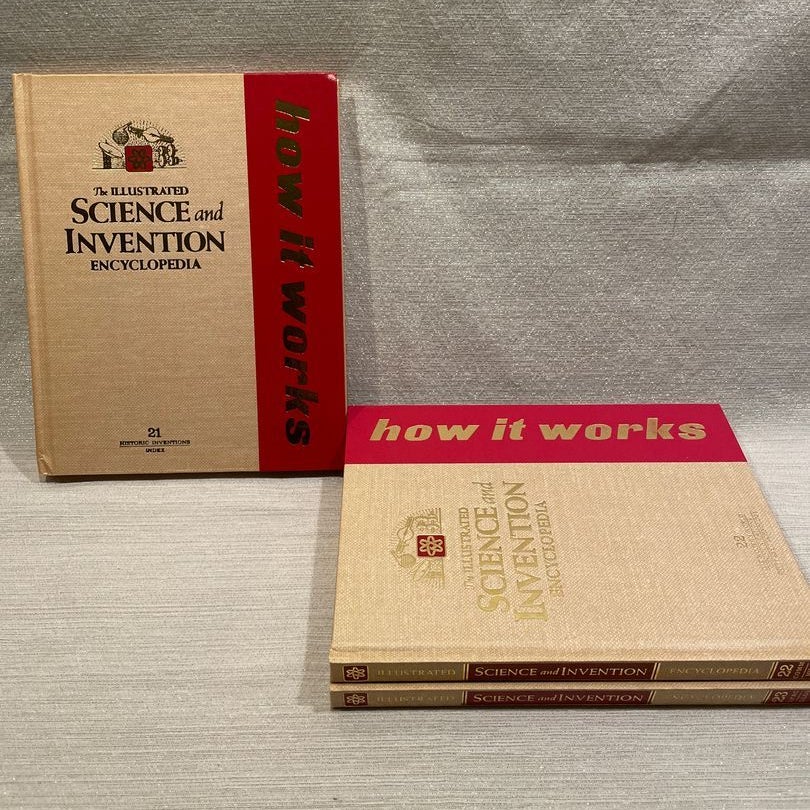 The ILLUSTRATED
SCIENCE and
INVENTION
ENCYCLOPEDIA
how it works
21
HISTORIC INVENTIONS
INDEX
how it works
The ILLUSTRATED
SCIENCE and
INVENTION
ENCYCLOPEDIA
22
ILLUSTRATED SCIENCE and INVENTION ENCYCLOPEDIA 22
ILLUSTRATED SCIENCE and INVENTION ENCYCLOPEDIA 23